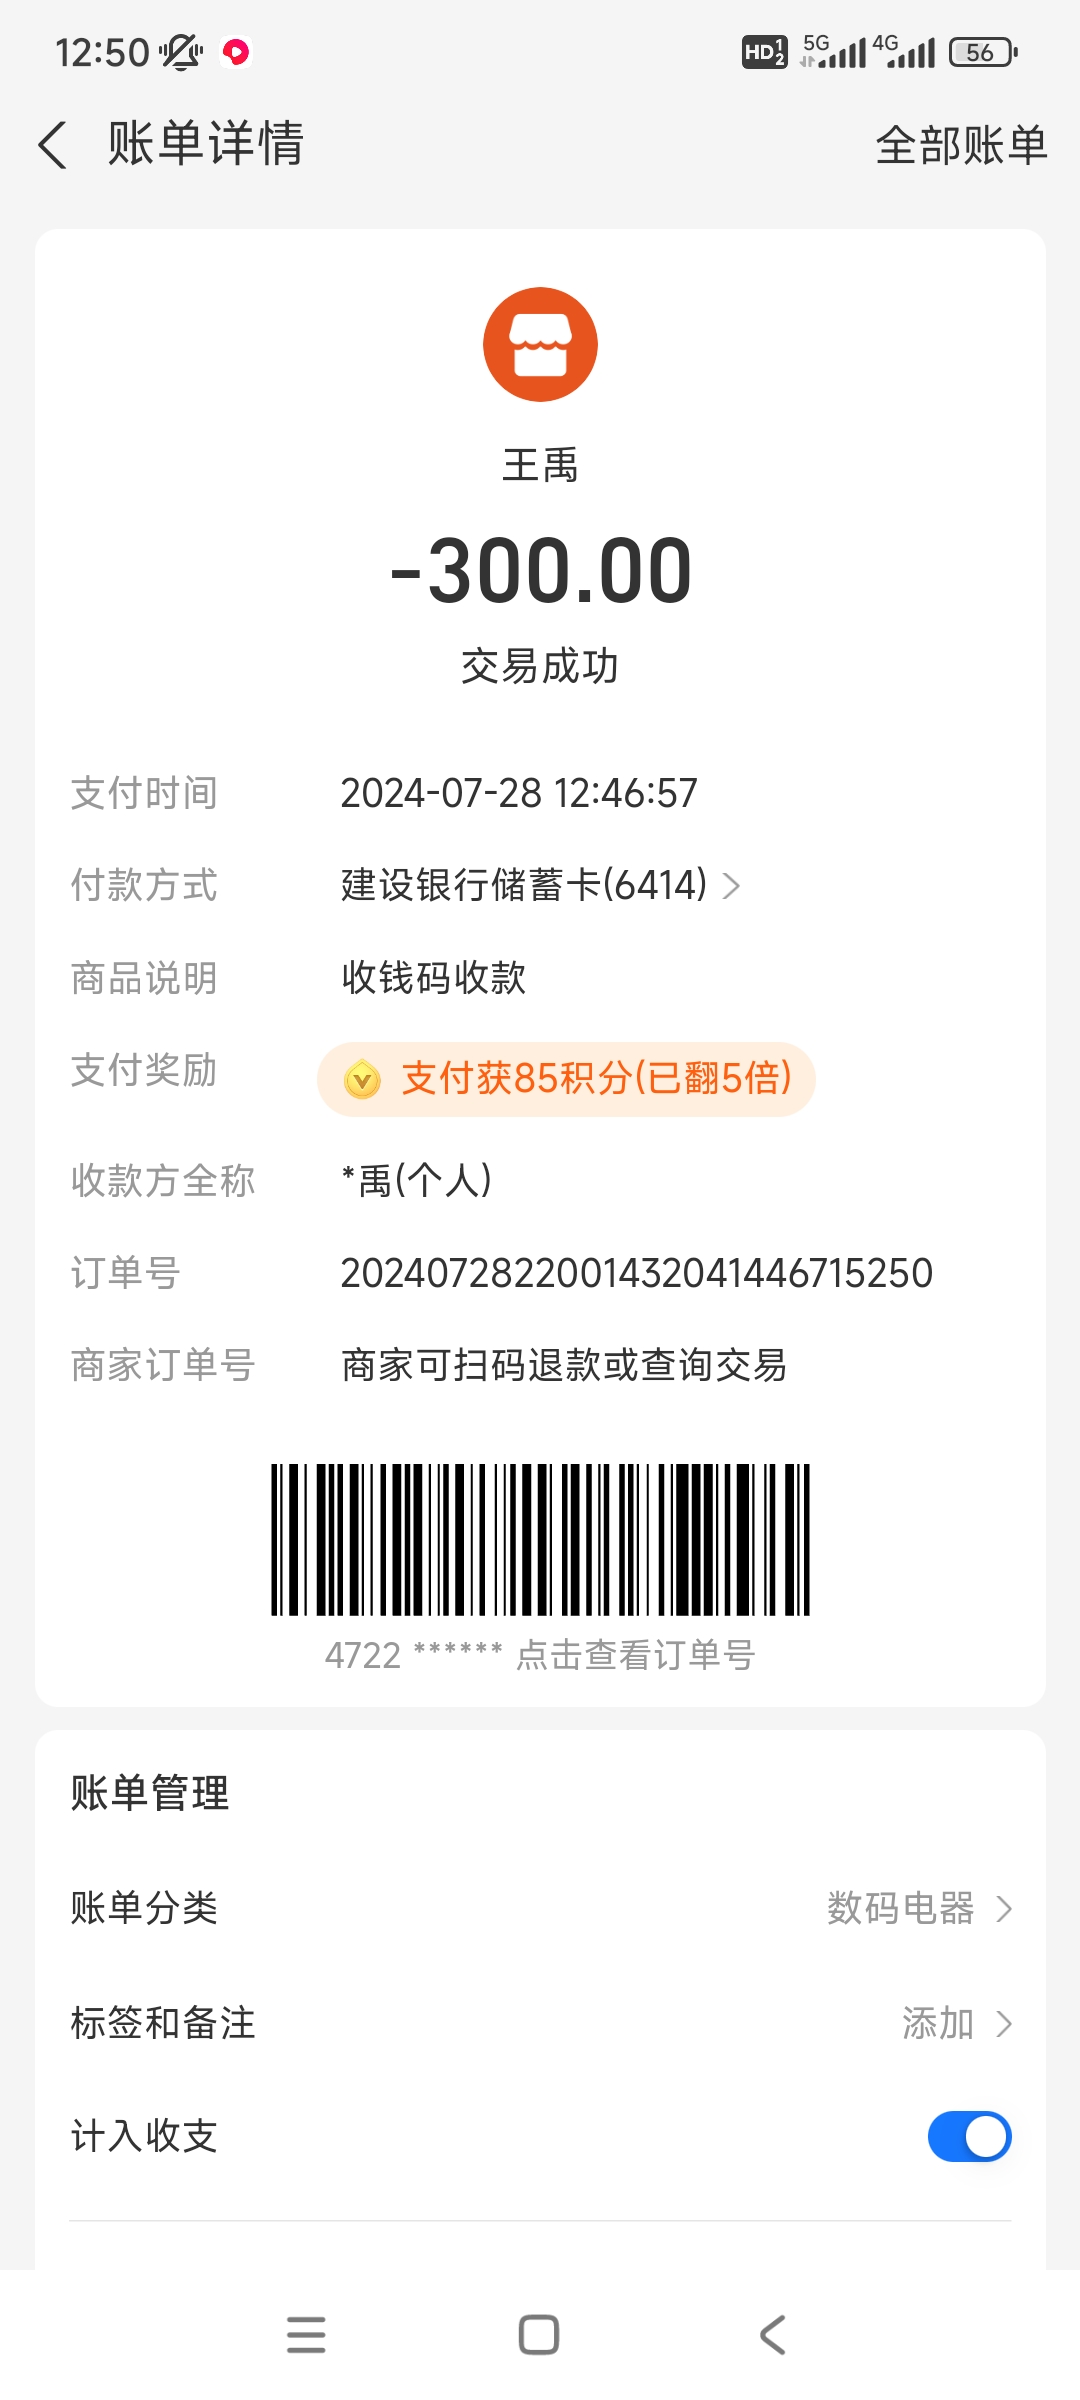 12:50
HD 1 2 5G 4G 56
账单详情
全部账单
王禹
-300.00
交易成功
支付时间 2024-07-28 12:46:57
付款方式 建设银行储蓄卡(6414)
商品说明 收钱码收款
支付奖励 支付获85积分(已翻5倍)
收款方全称 *禹(个人)
订单号 20240728220014320414467​15250
商家订单号 商家可扫码退款或查询交易
4722 ****** 点击查看订单号
账单管理
账单分类 数码电器
标签和备注 添加
计入收支